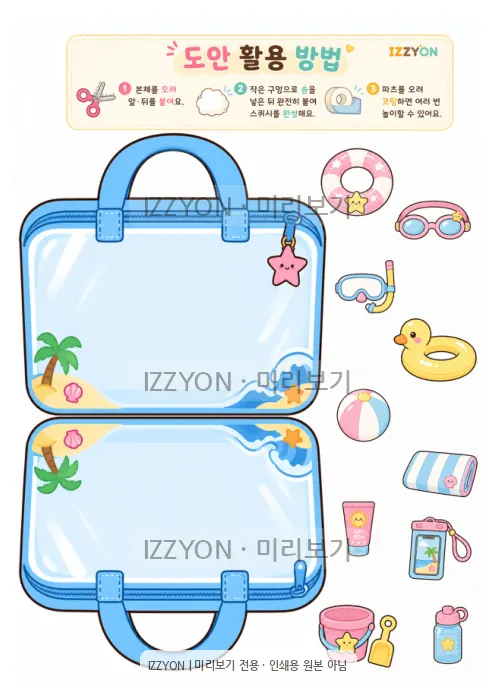 도안 활용 방법
IZZYON
1 본체를 오려
앞·뒤를 붙여요.
2 작은 구멍으로 솜을
넣은 뒤 완전히 붙여
스퀴시를 완성해요.
3 파츠를 오려
코팅하면 여러 번
놀이할 수 있어요.
IZZYON · 미리보기
IZZYON · 미리보기
IZZYON · 미리보기
IZZYON | 미리보기 전용 · 인쇄용 원본 아님